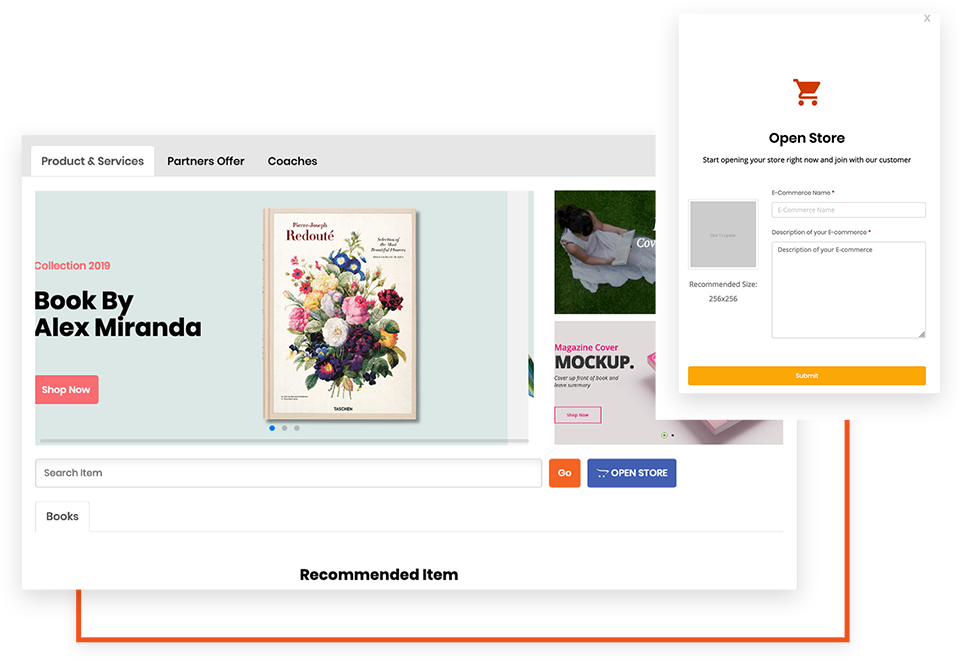 X
Open Store
Start opening your store right now and join with our customer
E-Commerce Name *
E-Commerce Name
Description of your E-commerce *
Description of your E-commerce
Recommended Size:
256x256
Submit
Product & Services
Partners Offer
Coaches
Collection 2019
Book By
Alex Miranda
Shop Now
Pierre-Joseph
Redouté
Selection of
the Most
Beautiful Flowers
TASCHEN
Cov
Magazine Cover
MOCKUP.
Cover up front of book and
leave summary
Shop Now
Search Item
Go
OPEN STORE
Books
Recommended Item